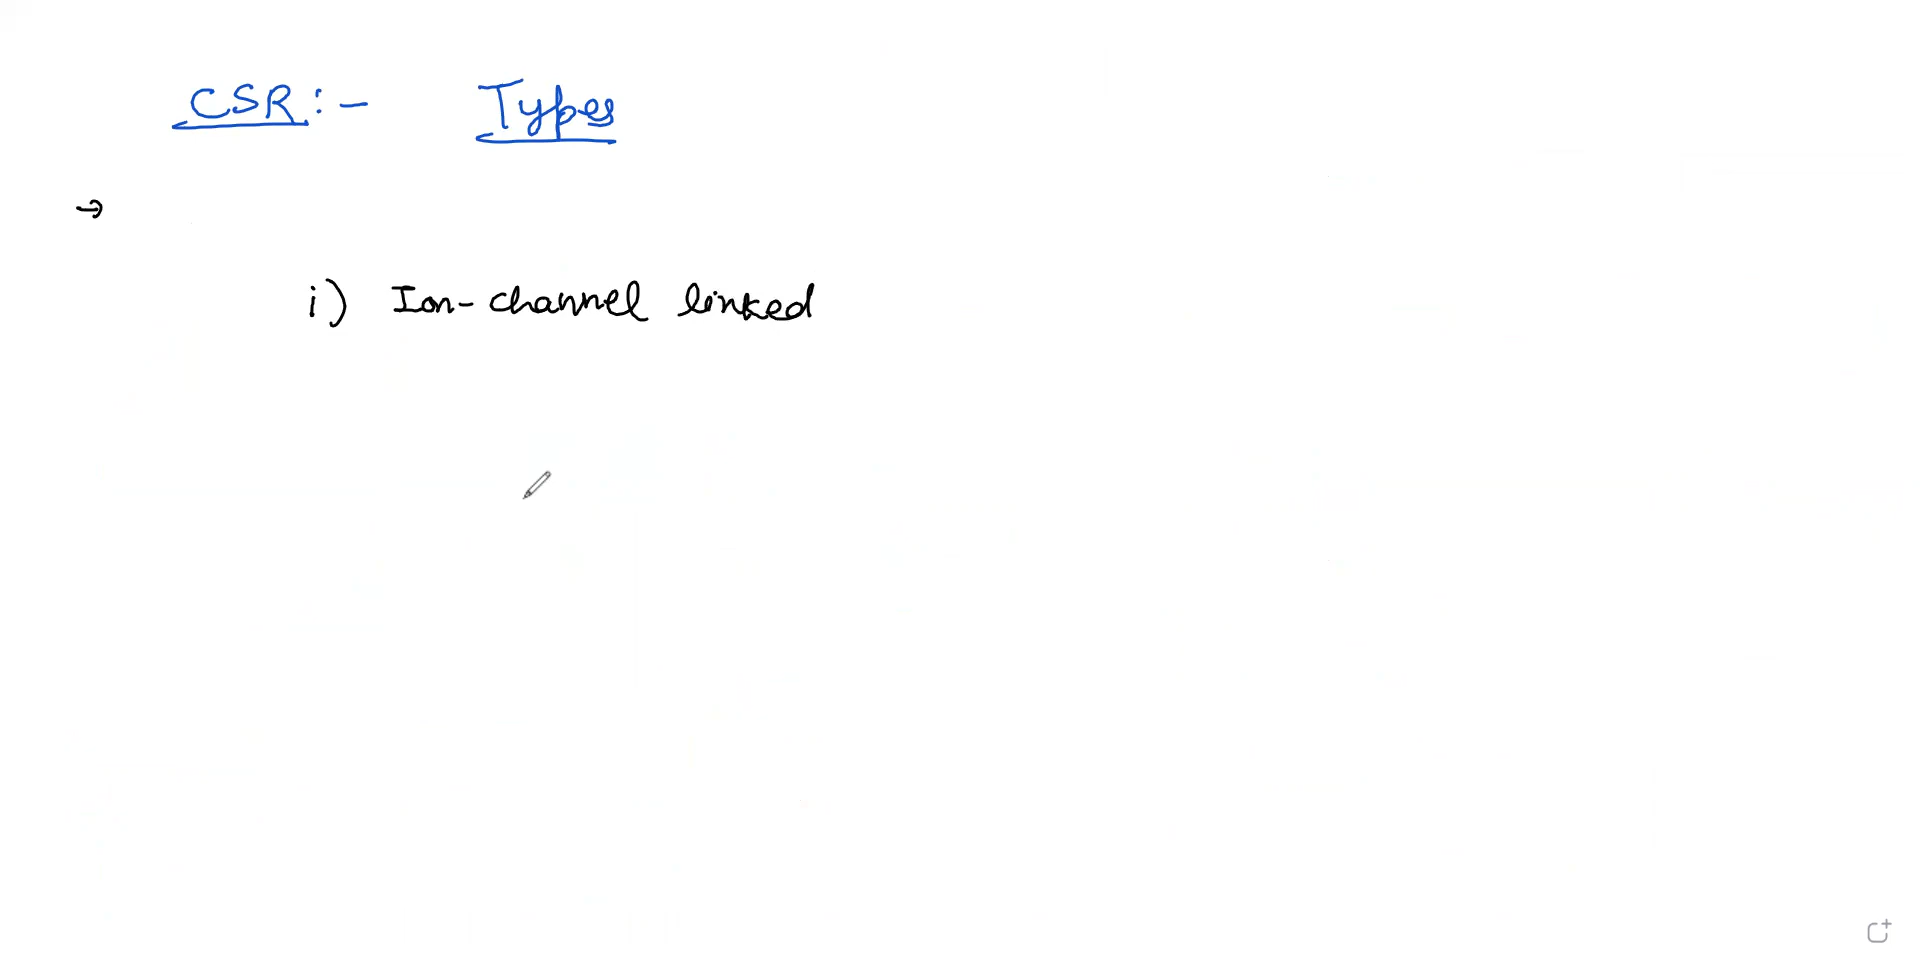 CSR:- Types
→
i) Ion-channel linked